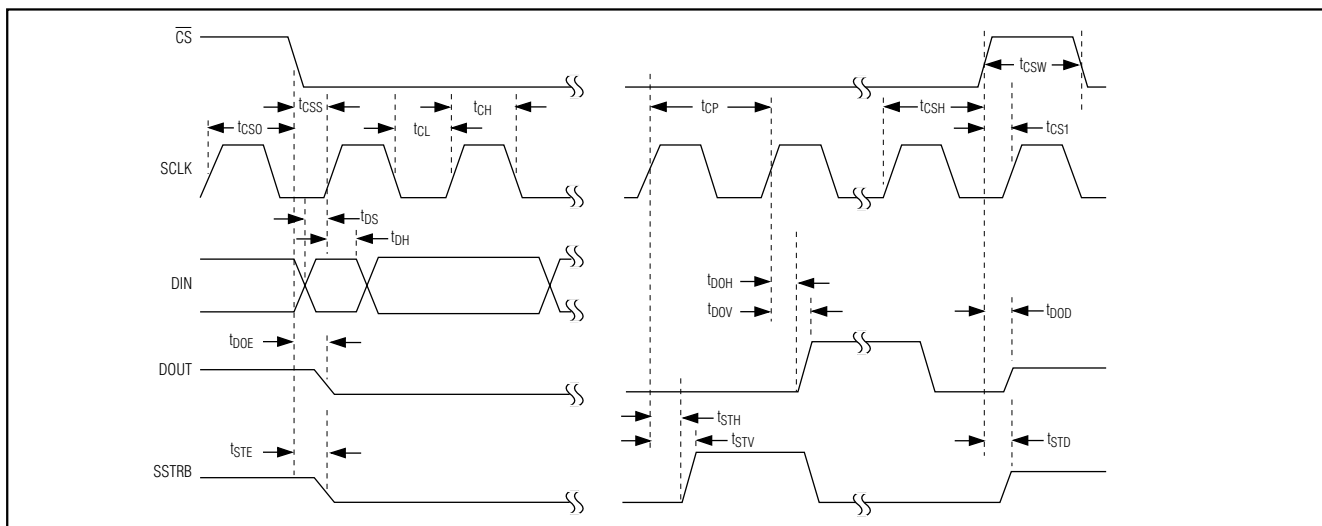 CS
tCSW
tCSS
tCH
tCP
tCSH
tCSO
tCL
tCS1
SCLK
tDS
tDH
DIN
tDOH
tDOV
tDOD
tDOE
DOUT
tSTH
tSTE
tSTV
tSTD
SSTRB